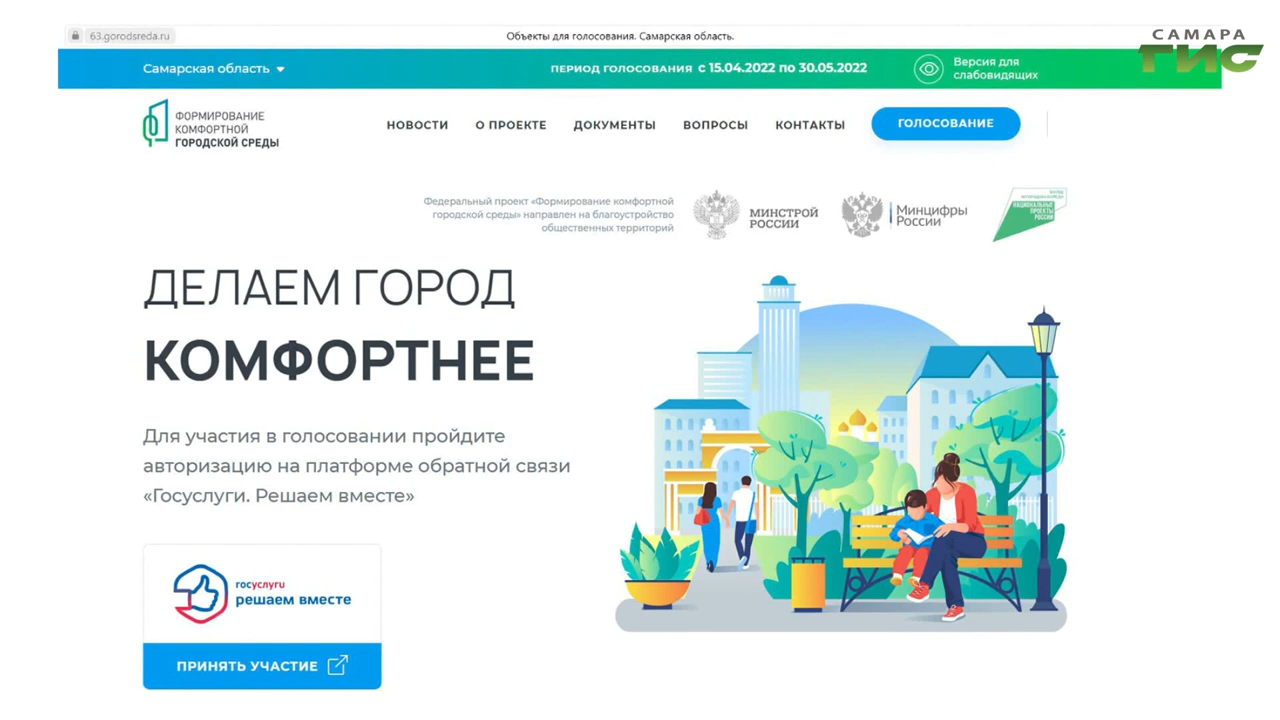 63.gorodsreda.ru
Объекты для голосования. Самарская область.
САМАРА
ГИС
Самарская область
ПЕРИОД ГОЛОСОВАНИЯ с 15.04.2022 по 30.05.2022
Версия для
слабовидящих
ФОРМИРОВАНИЕ
КОМФОРТНОЙ
ГОРОДСКОЙ СРЕДЫ
НОВОСТИ
О ПРОЕКТЕ
ДОКУМЕНТЫ
ВОПРОСЫ
КОНТАКТЫ
ГОЛОСОВАНИЕ
Федеральный проект «Формирование комфортной
городской среды» направлен на благоустройство
общественных территорий
МИНСТРОЙ
РОССИИ
Минцифры
России
НАЦИОНАЛЬНЫЕ
ПРОЕКТЫ
РОССИИ
ДЕЛАЕМ ГОРОД
КОМФОРТНЕЕ
Для участия в голосовании пройдите
авторизацию на платформе обратной связи
«Госуслуги. Решаем вместе»
госуслуги
решаем вместе
ПРИНЯТЬ УЧАСТИЕ